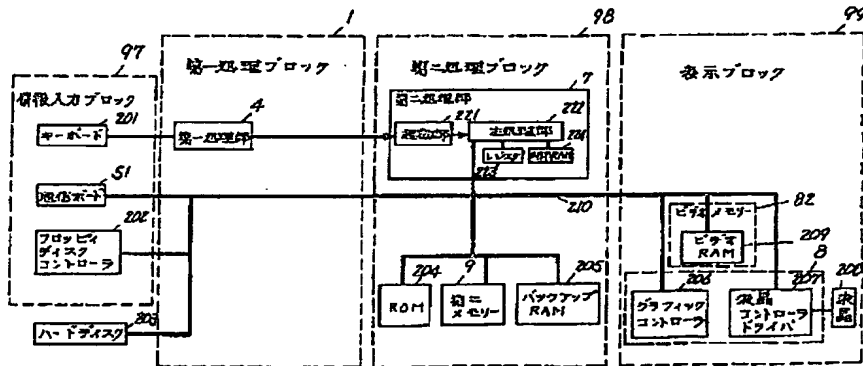 1
98
99
97
第一処理ブロック
第二処理ブロック
表示ブロック
情報入力ブロック
7
第二処理部
201
キーボード
4
第一処理部
221
起動部
222
主処理部
レジスタ
223
224
51
通信ボード
210
202
フロッピィ
ディスク
コントローラ
ビデオメモリー
82
ビデオ
RAM
209
203
ハードディスク
204
ROM
9
第二
メモリー
205
バックアップ
RAM
206
グラフィック
コントローラ
207
液晶
コントローラ
ドライバ
8
208
液晶